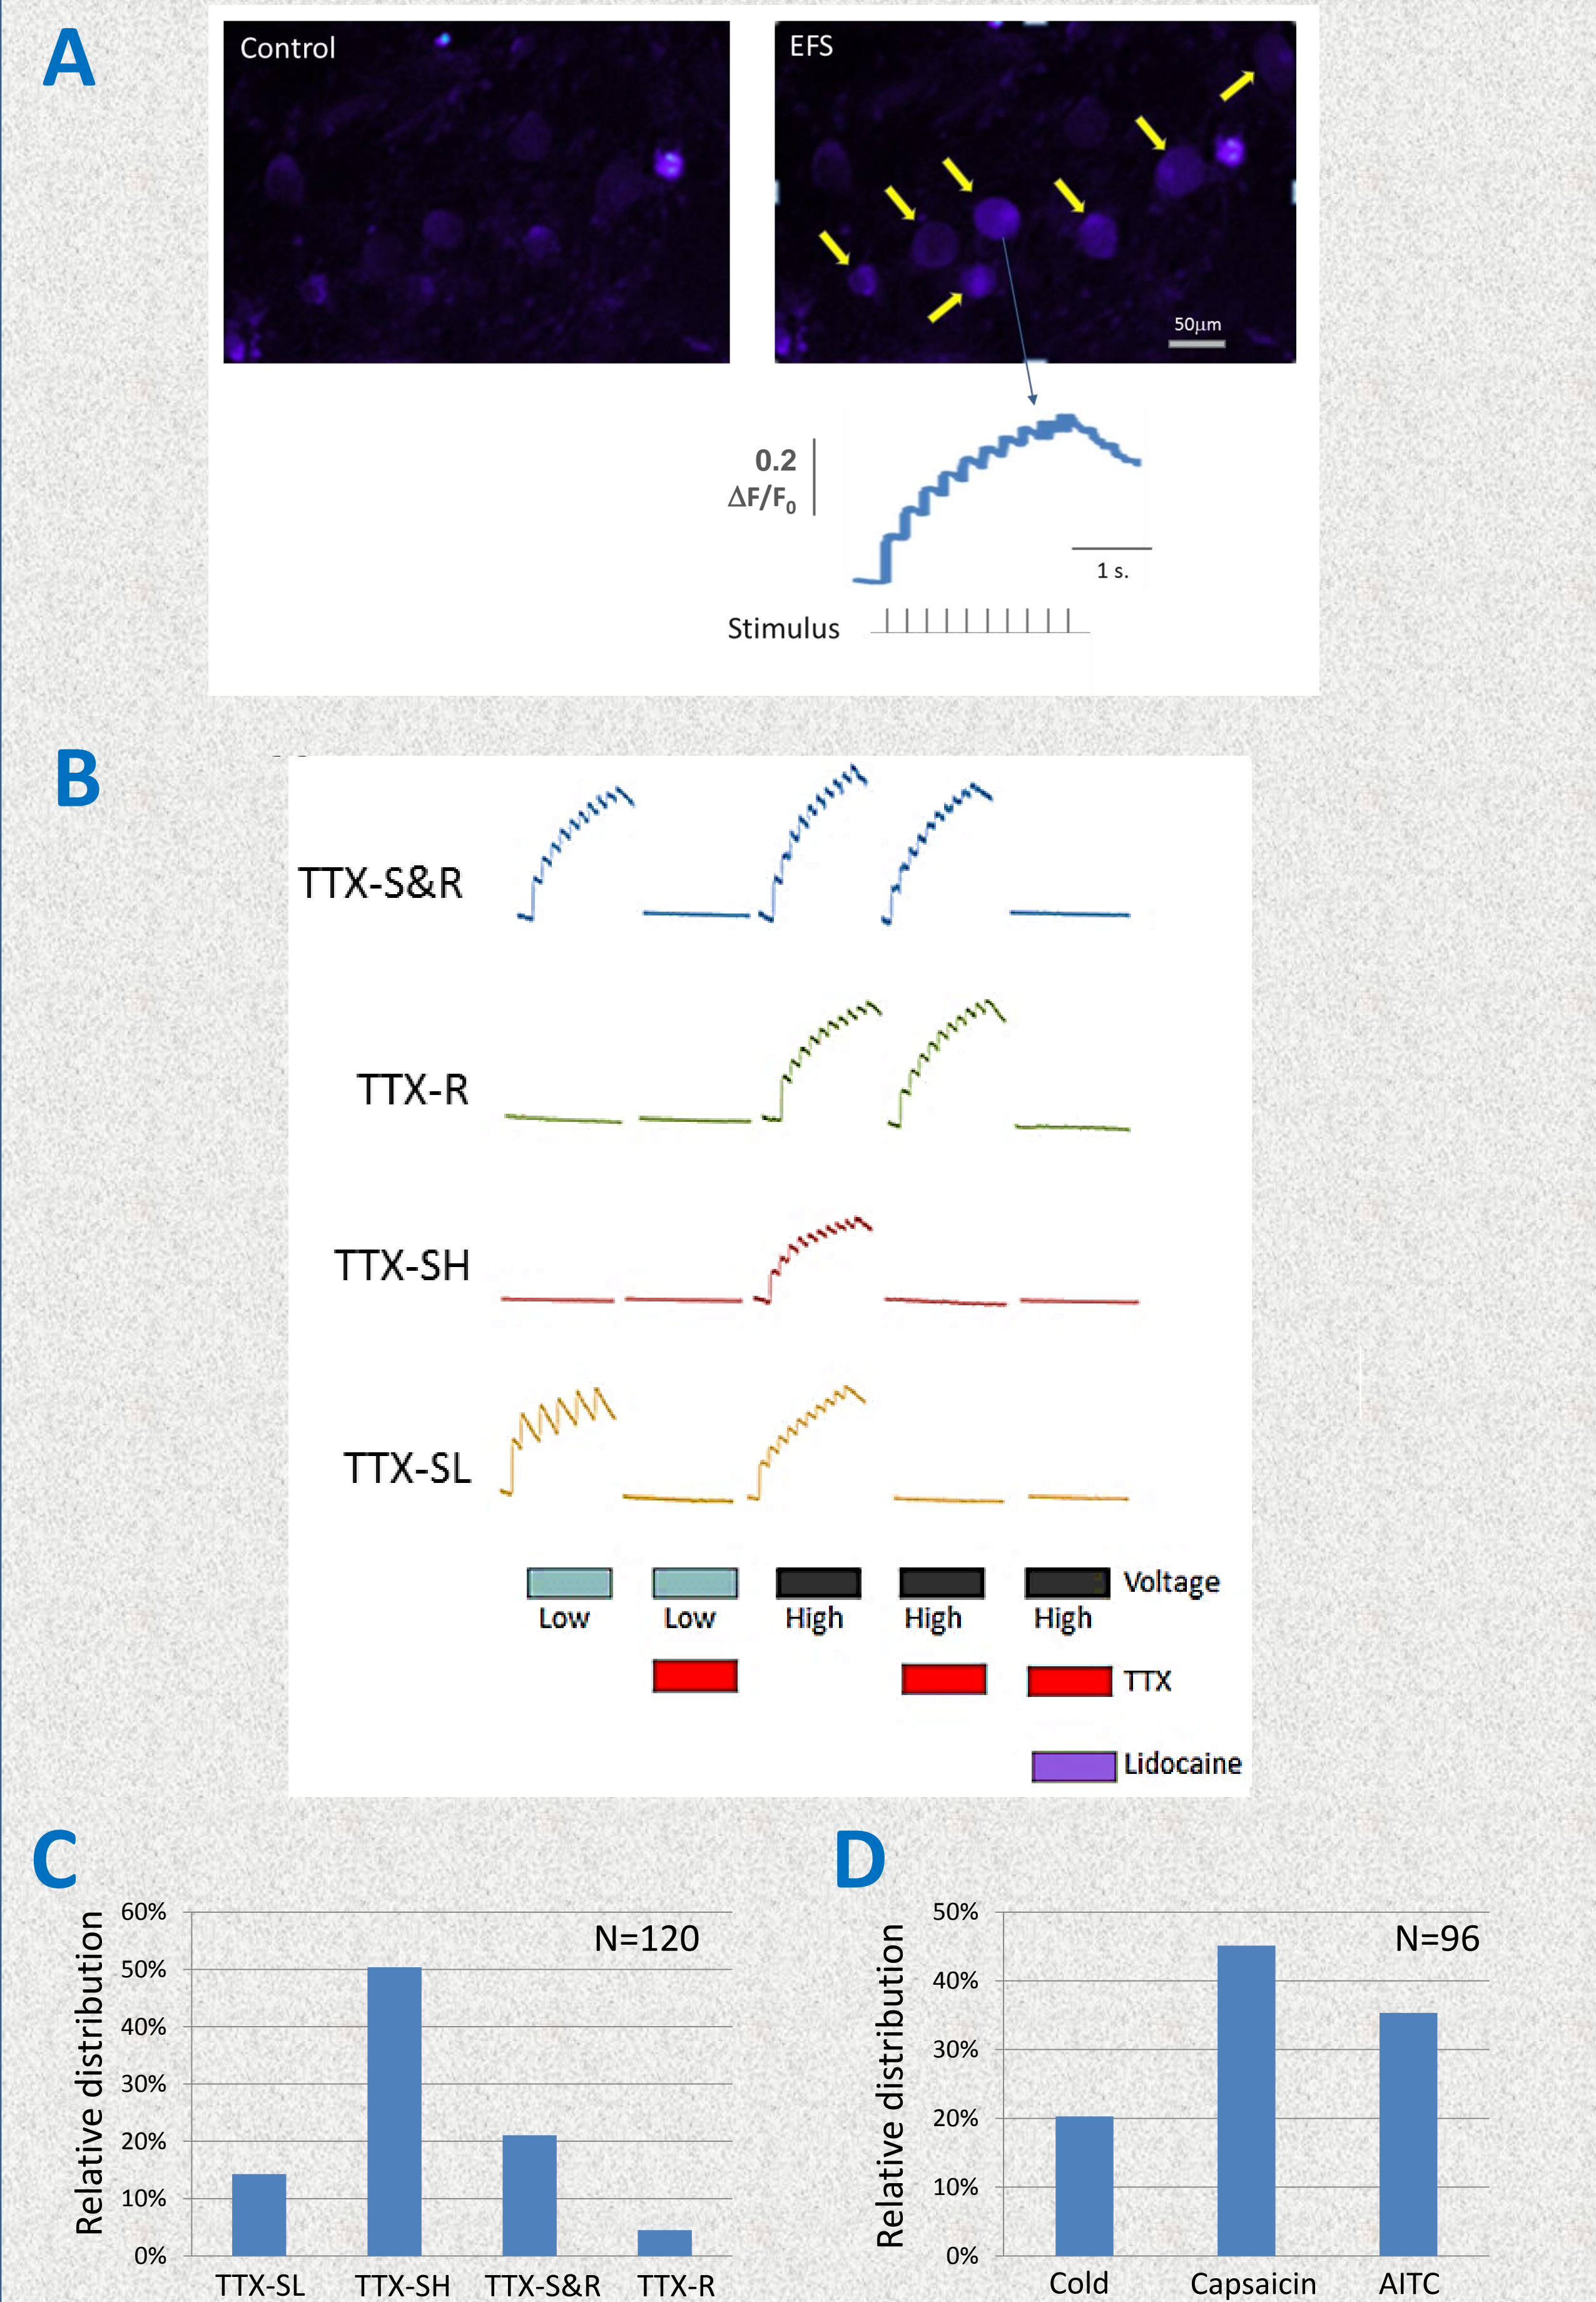 A
Control
EFS
50µm
0.2
ΔF/F0
1 s.
Stimulus
B
TTX-S&R
TTX-R
TTX-SH
TTX-SL
Voltage
Low Low High High High
TTX
Lidocaine
C
Relative distribution
N=120
60%
50%
40%
30%
20%
10%
0%
TTX-SL TTX-SH TTX-S&R TTX-R
D
Relative distribution
N=96
50%
40%
30%
20%
10%
0%
Cold Capsaicin AITC